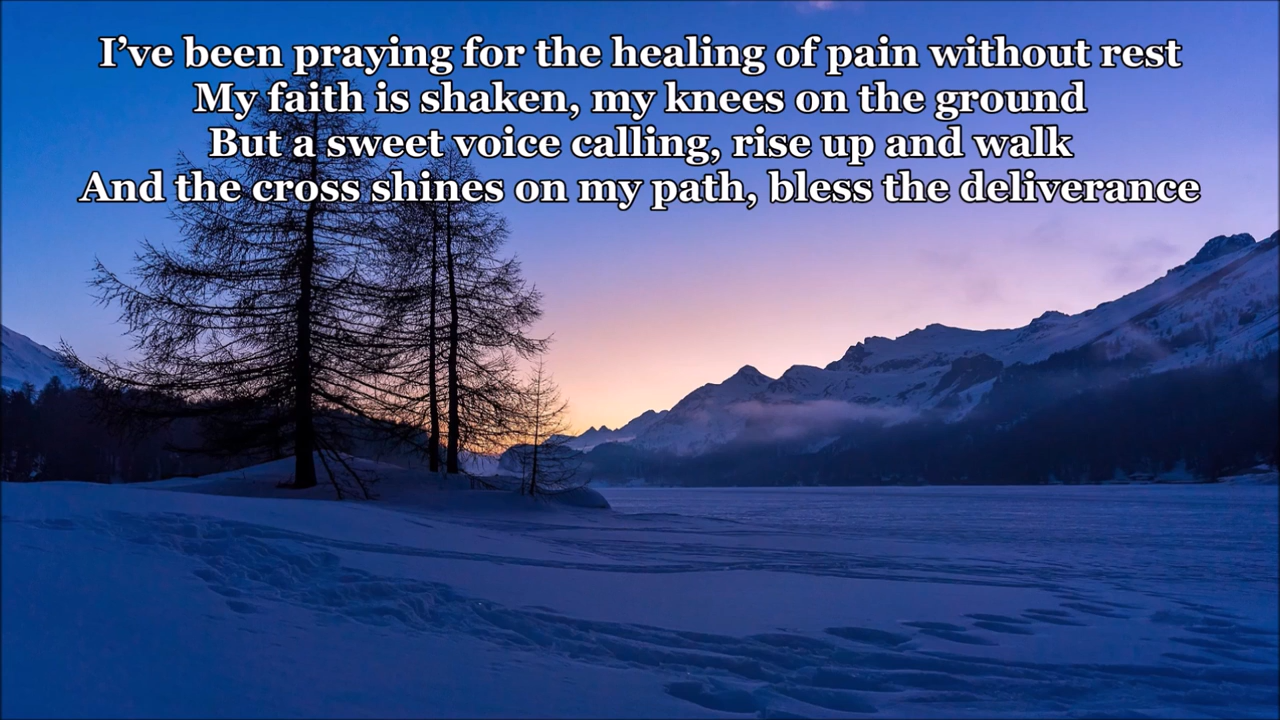 I’ve been praying for the healing of pain without rest
My faith is shaken, my knees on the ground
But a sweet voice calling, rise up and walk
And the cross shines on my path, bless the deliverance